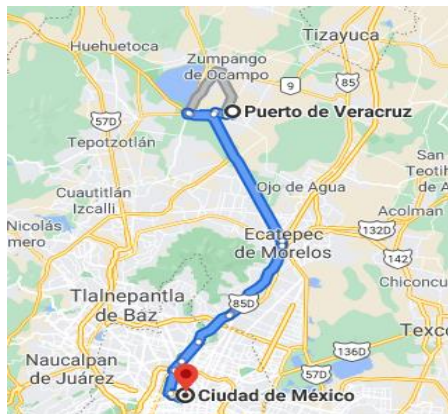 Huehuetoca
Tizayuca
Zumpango
de Ocampo
9
85
Puerto de Veracruz
57D
Tepotzotlán
San
Teotih
de A
Ojo de Agua
Cuautitlán
Izcalli
Acolman
Nicolás
mero
132D
Ecatepec
de Morelos
142
Chiconcu
Tlalnepantla
de Baz
85D
Texco
136D
Naucalpan
de Juárez
57D
Ciudad de México